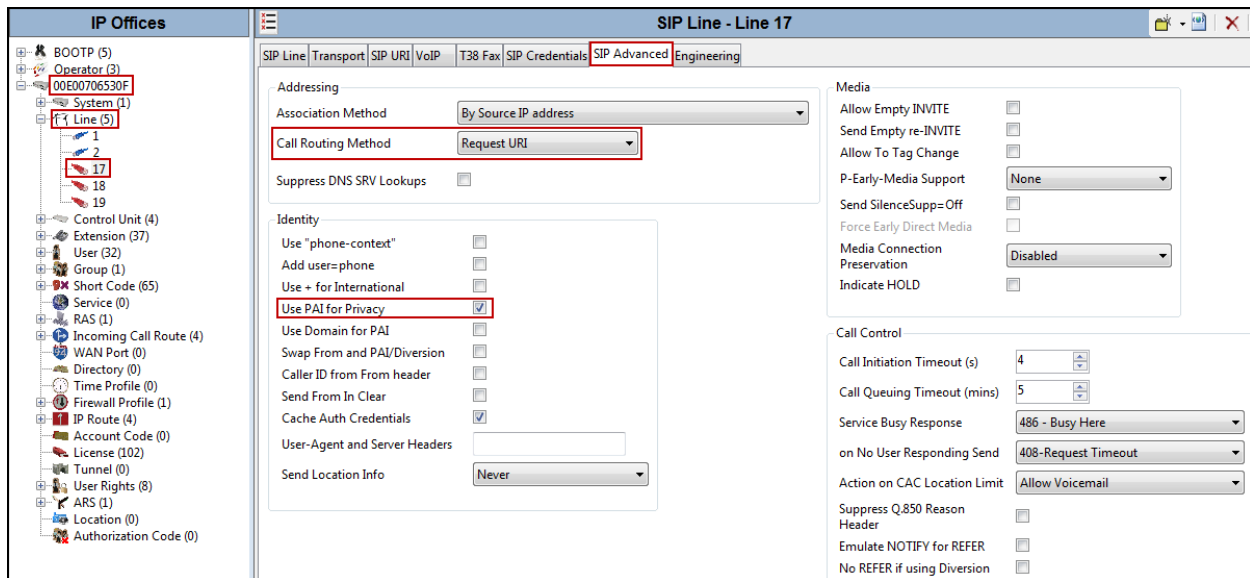 IP Offices
BOOTP (5)
Operator (3)
00E00706530F
System (1)
Line (5)
1
2
17
18
19
Control Unit (4)
Extension (37)
User (32)
Group (1)
Short Code (65)
Service (0)
RAS (1)
Incoming Call Route (4)
WAN Port (0)
Directory (0)
Time Profile (0)
Firewall Profile (1)
IP Route (4)
Account Code (0)
License (102)
Tunnel (0)
User Rights (8)
ARS (1)
Location (0)
Authorization Code (0)
SIP Line - Line 17
SIP Line Transport SIP URI VoIP T38 Fax SIP Credentials SIP Advanced Engineering
Addressing
Association Method By Source IP address
Call Routing Method Request URI
Suppress DNS SRV Lookups
Identity
Use "phone-context"
Add user=phone
Use + for International
Use PAI for Privacy
Use Domain for PAI
Swap From and PAI/Diversion
Caller ID from From header
Send From In Clear
Cache Auth Credentials
User-Agent and Server Headers
Send Location Info Never
Media
Allow Empty INVITE
Send Empty re-INVITE
Allow To Tag Change
P-Early-Media Support None
Send SilenceSupp=Off
Force Early Direct Media
Media Connection
Preservation
Disabled
Indicate HOLD
Call Control
Call Initiation Timeout (s) 4
Call Queuing Timeout (mins) 5
Service Busy Response 486 - Busy Here
on No User Responding Send 408-Request Timeout
Action on CAC Location Limit Allow Voicemail
Suppress Q.850 Reason
Header
Emulate NOTIFY for REFER
No REFER if using Diversion